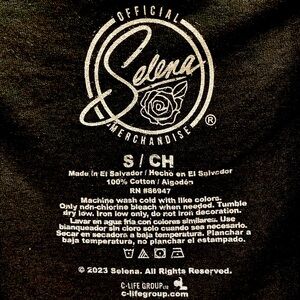 OFFICIAL
Selena
MERCHANDISE
®
S / CH
Made in El Salvador / Hecho en El Salvador
100% Cotton / Algodón
RN #86947
Machine wash cold with like colors.
Only non-chlorine bleach when needed. Tumble
dry low. Iron low only, do not iron decoration.
Lavar en agua fría con colores similares. Use
blanqueador sin cloro solo cuando sea necesario.
Secar en secadora a baja temperatura. Planchar a
baja temperatura, no planchar el estampado.
© 2023 Selena. All Rights Reserved.
C-LIFE GROUP LTD
c-lifegroup.com